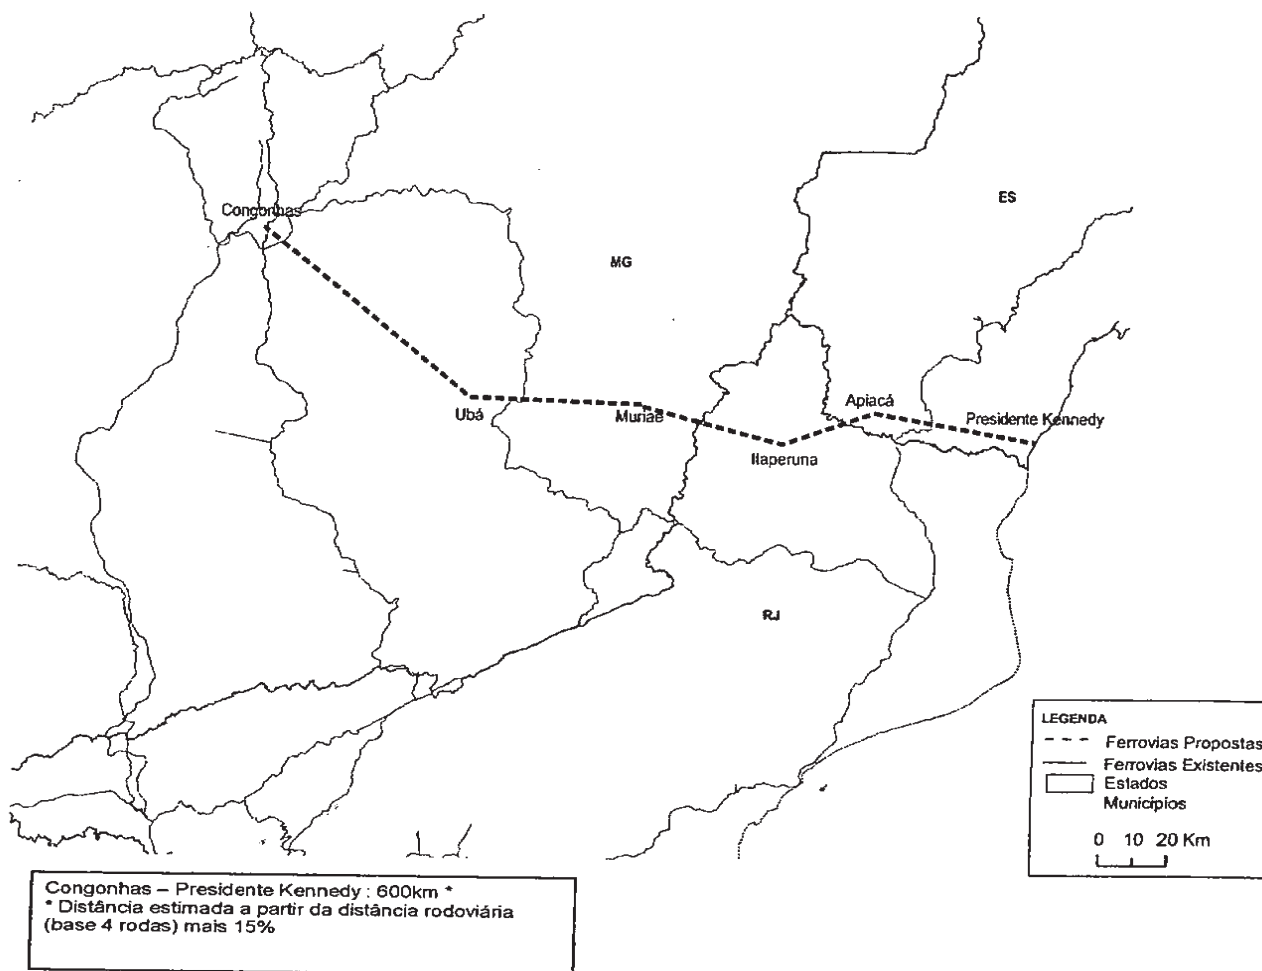 Congonhas
ES
MG
Apiacá
Ubá
Muriae
Presidente Kennedy
Itaperuna
RJ
LEGENDA
Ferrovias Propostas
Ferrovias Existentes
Estados
Municípios
0 10 20 Km
Congonhas – Presidente Kennedy : 600km *
* Distância estimada a partir da distância rodoviária
(base 4 rodas) mais 15%